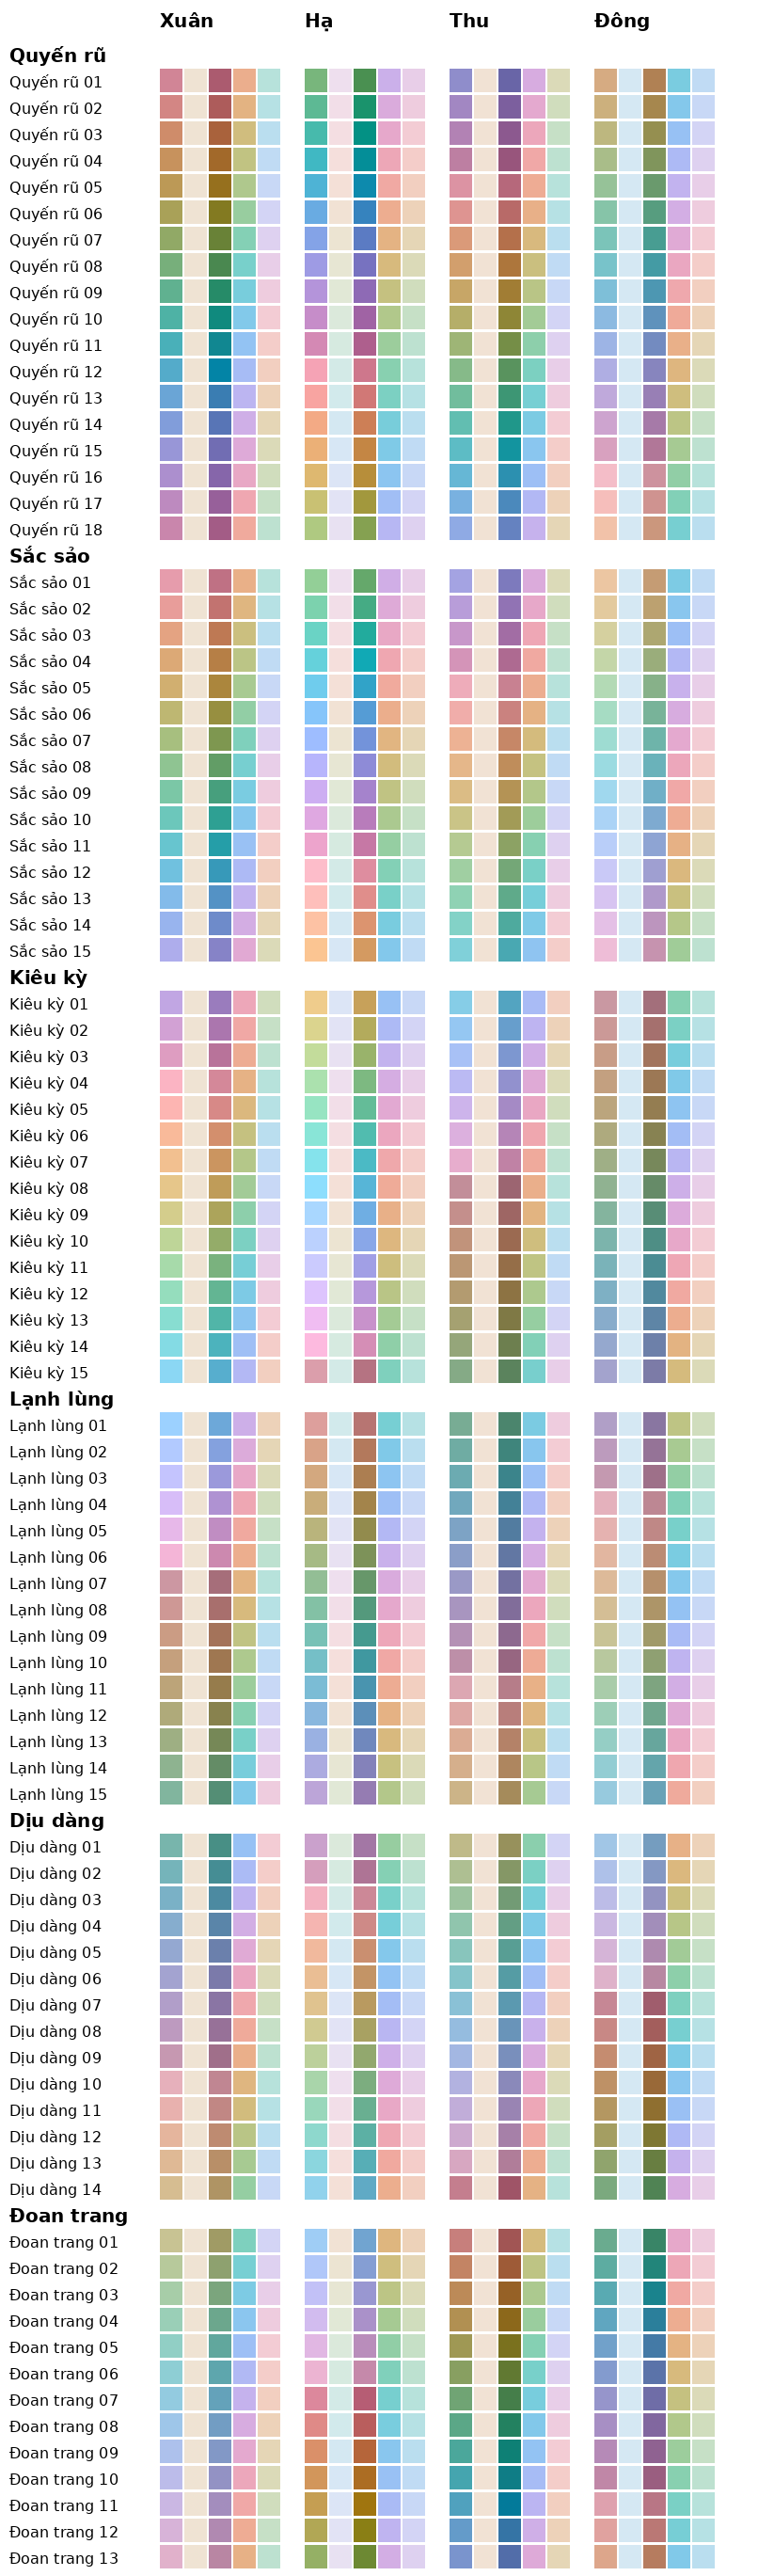 Xuân Hạ Thu Đông
Quyến rũ
Quyến rũ 01
Quyến rũ 02
Quyến rũ 03
Quyến rũ 04
Quyến rũ 05
Quyến rũ 06
Quyến rũ 07
Quyến rũ 08
Quyến rũ 09
Quyến rũ 10
Quyến rũ 11
Quyến rũ 12
Quyến rũ 13
Quyến rũ 14
Quyến rũ 15
Quyến rũ 16
Quyến rũ 17
Quyến rũ 18
Sắc sảo
Sắc sảo 01
Sắc sảo 02
Sắc sảo 03
Sắc sảo 04
Sắc sảo 05
Sắc sảo 06
Sắc sảo 07
Sắc sảo 08
Sắc sảo 09
Sắc sảo 10
Sắc sảo 11
Sắc sảo 12
Sắc sảo 13
Sắc sảo 14
Sắc sảo 15
Kiêu kỳ
Kiêu kỳ 01
Kiêu kỳ 02
Kiêu kỳ 03
Kiêu kỳ 04
Kiêu kỳ 05
Kiêu kỳ 06
Kiêu kỳ 07
Kiêu kỳ 08
Kiêu kỳ 09
Kiêu kỳ 10
Kiêu kỳ 11
Kiêu kỳ 12
Kiêu kỳ 13
Kiêu kỳ 14
Kiêu kỳ 15
Lạnh lùng
Lạnh lùng 01
Lạnh lùng 02
Lạnh lùng 03
Lạnh lùng 04
Lạnh lùng 05
Lạnh lùng 06
Lạnh lùng 07
Lạnh lùng 08
Lạnh lùng 09
Lạnh lùng 10
Lạnh lùng 11
Lạnh lùng 12
Lạnh lùng 13
Lạnh lùng 14
Lạnh lùng 15
Dịu dàng
Dịu dàng 01
Dịu dàng 02
Dịu dàng 03
Dịu dàng 04
Dịu dàng 05
Dịu dàng 06
Dịu dàng 07
Dịu dàng 08
Dịu dàng 09
Dịu dàng 10
Dịu dàng 11
Dịu dàng 12
Dịu dàng 13
Dịu dàng 14
Đoan trang
Đoan trang 01
Đoan trang 02
Đoan trang 03
Đoan trang 04
Đoan trang 05
Đoan trang 06
Đoan trang 07
Đoan trang 08
Đoan trang 09
Đoan trang 10
Đoan trang 11
Đoan trang 12
Đoan trang 13